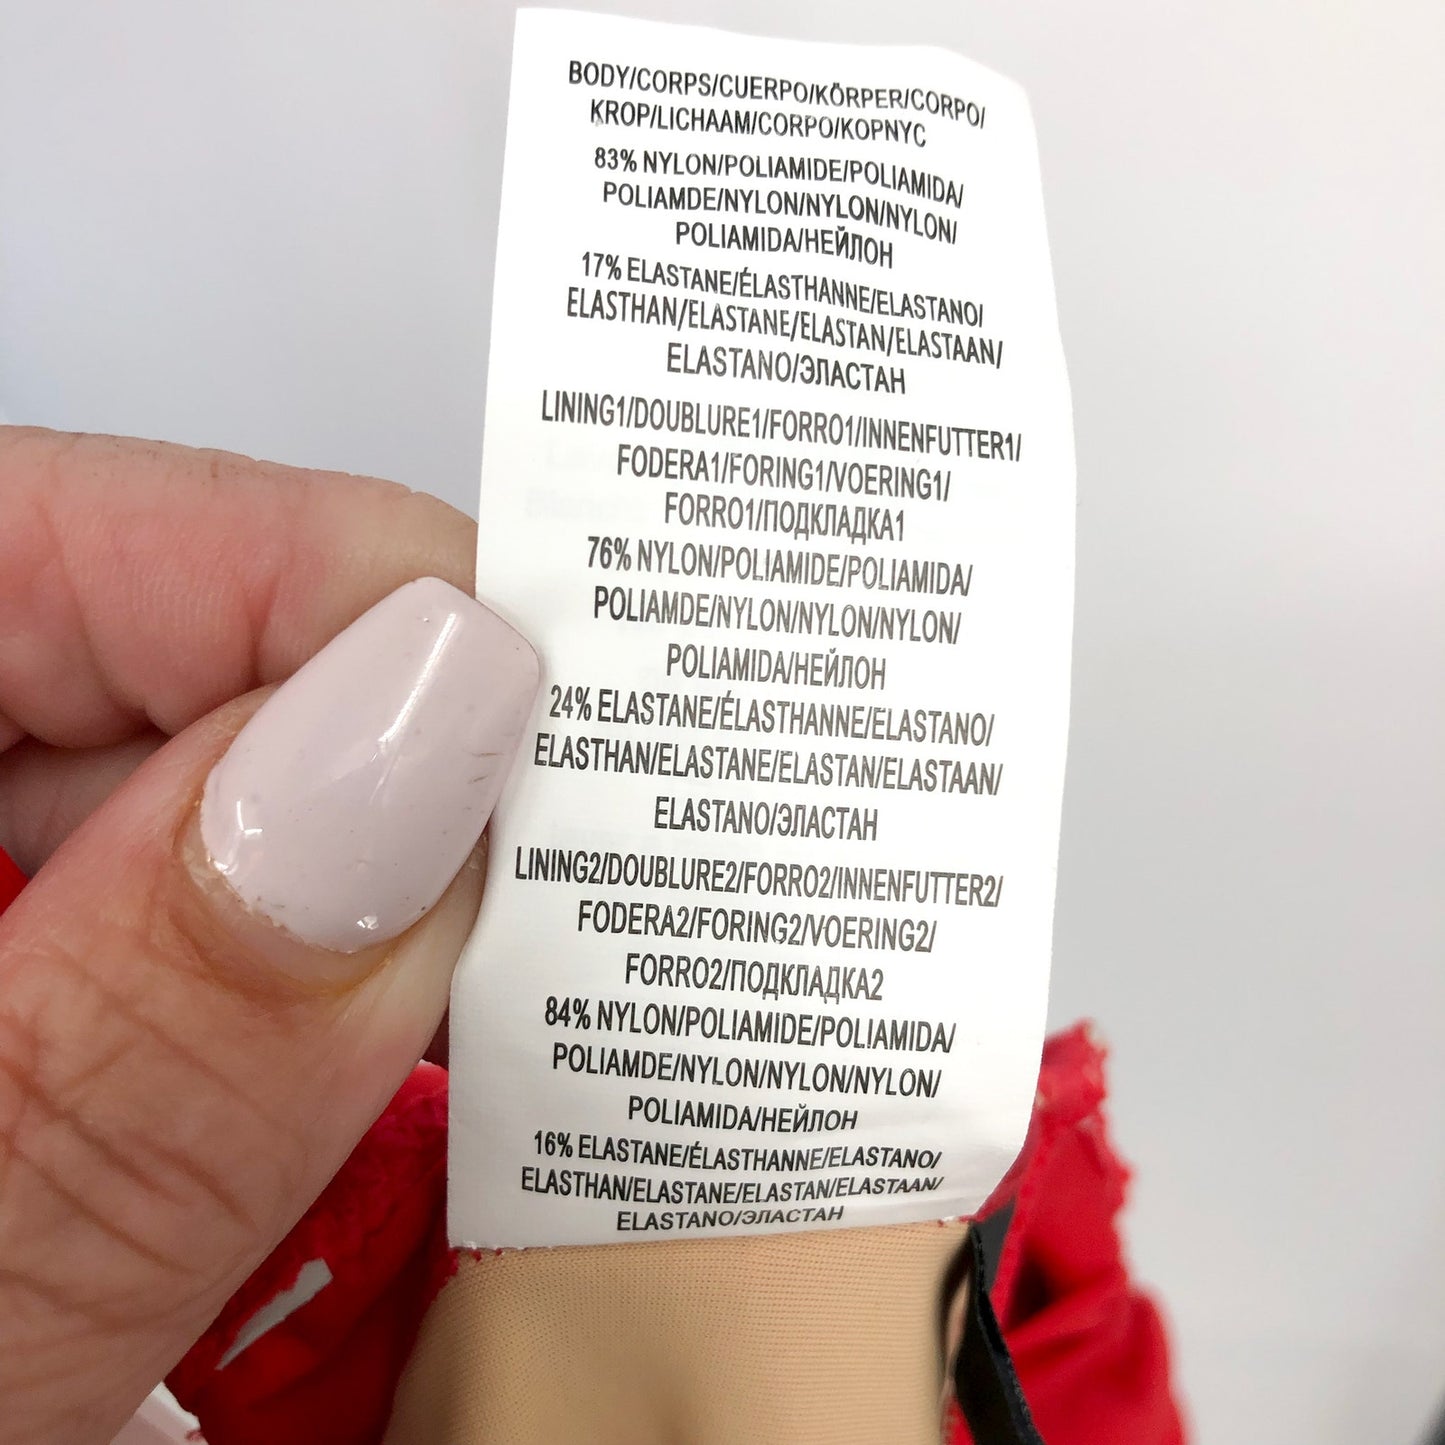 BODY/CORPS/CUERPO/KÖRPER/CORPO/
KROP/LICHAAM/CORPO/KOPNYC
83% NYLON/POLIAMIDE/POLIAMIDA/
POLIAMDE/NYLON/NYLON/NYLON/
POLIAMIDA/НЕЙЛОН
17% ELASTANE/ÉLASTHANNE/ELASTANO/
ELASTHAN/ELASTANE/ELASTAN/ELASTAAN/
ELASTANO/ЭЛАСТАН
LINING1/DOUBLURE1/FORRO1/INNENFUTTER1/
FODERA1/FORING1/VOERING1/
FORRO1/ПОДКЛАДКА1
76% NYLON/POLIAMIDE/POLIAMIDA/
POLIAMDE/NYLON/NYLON/NYLON/
POLIAMIDA/НЕЙЛОН
24% ELASTANE/ÉLASTHANNE/ELASTANO/
ELASTHAN/ELASTANE/ELASTAN/ELASTAAN/
ELASTANO/ЭЛАСТАН
LINING2/DOUBLURE2/FORRO2/INNENFUTTER2/
FODERA2/FORING2/VOERING2/
FORRO2/ПОДКЛАДКА2
84% NYLON/POLIAMIDE/POLIAMIDA/
POLIAMDE/NYLON/NYLON/NYLON/
POLIAMIDA/НЕЙЛОН
16% ELASTANE/ÉLASTHANNE/ELASTANO/
ELASTHAN/ELASTANE/ELASTAN/ELASTAAN/
ELASTANO/ЭЛАСТАН